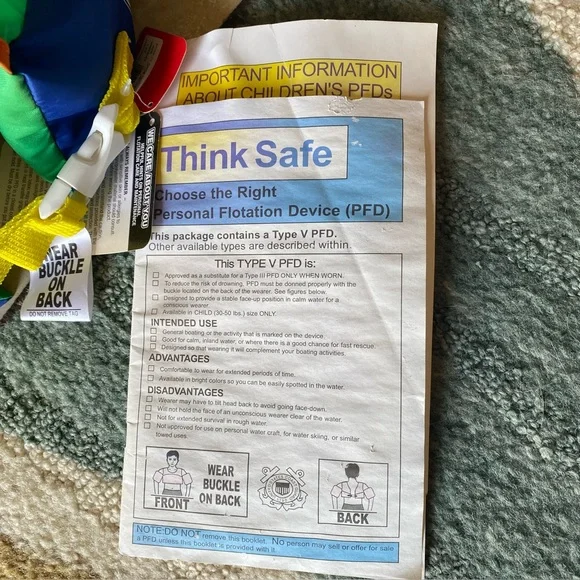 IMPORTANT INFORMATION
ABOUT CHILDREN'S PFDs
Think Safe
Choose the Right
Personal Flotation Device (PFD)
This package contains a Type V PFD.
Other available types are described within.
This TYPE V PFD is:
Approved as a substitute for a Type III PFD ONLY WHEN WORN.
To reduce the risk of drowning, PFD must be donned properly with the
buckle located on the back of the wearer. See figures below.
Designed to provide a stable face-up position in calm water for a
conscious wearer.
Available in CHILD (30-50 lbs.) size ONLY.
INTENDED USE
General boating or the activity that is marked on the device.
Good for calm, inland water, or where there is a good chance for fast rescue.
Designed so that wearing it will complement your boating activities.
ADVANTAGES
Comfortable to wear for extended periods of time.
Available in bright colors so you can be easily spotted in the water.
DISADVANTAGES
Wearer may have to tilt head back to avoid going face-down.
Will not hold the face of an unconscious wearer clear of the water.
Not for extended survival in rough water.
Not approved for use on personal water craft, for water skiing, or similar
towed uses.
FRONT
WEAR
BUCKLE
ON BACK
BACK
NOTE: DO NOT remove this booklet. No person may sell or offer for sale
a PFD unless this booklet is provided with it.
WE CARE ABOUT YOU
WEAR
BUCKLE
ON
BACK
DO NOT REMOVE TAG